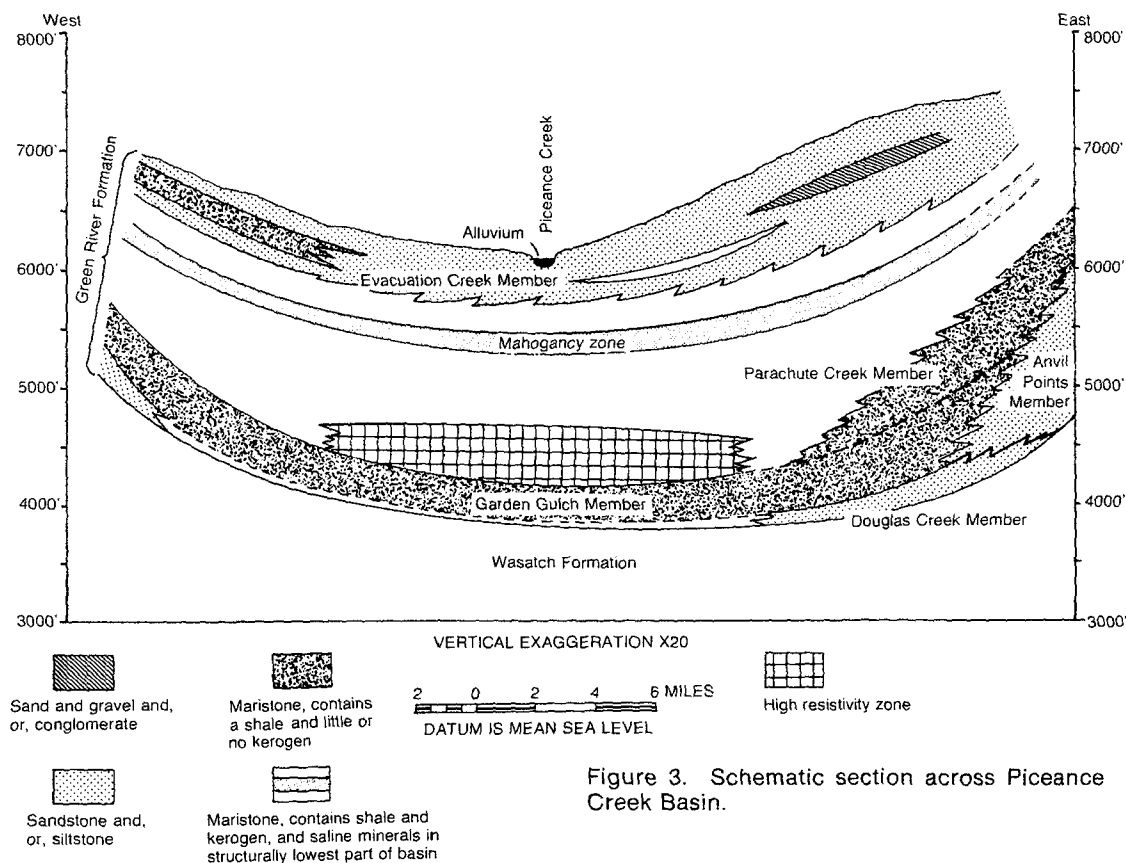 West
East
8000'
8000'
7000'
7000'
6000'
6000'
5000'
5000'
4000'
4000'
3000'
3000'
Green River Formation
Piceance Creek
Alluvium
Evacuation Creek Member
Mahogancy zone
Parachute Creek Member
Anvil
Points
Member
Garden Gulch Member
Douglas Creek Member
Wasatch Formation
VERTICAL EXAGGERATION X20
2 0 2 4 6 MILES
DATUM IS MEAN SEA LEVEL
Sand and gravel and,
or, conglomerate
Maristone, contains
a shale and little or
no kerogen
High resistivity zone
Sandstone and,
or, siltstone
Maristone, contains shale and
kerogen, and saline minerals in
structurally lowest part of basin
Figure 3. Schematic section across Piceance
Creek Basin.